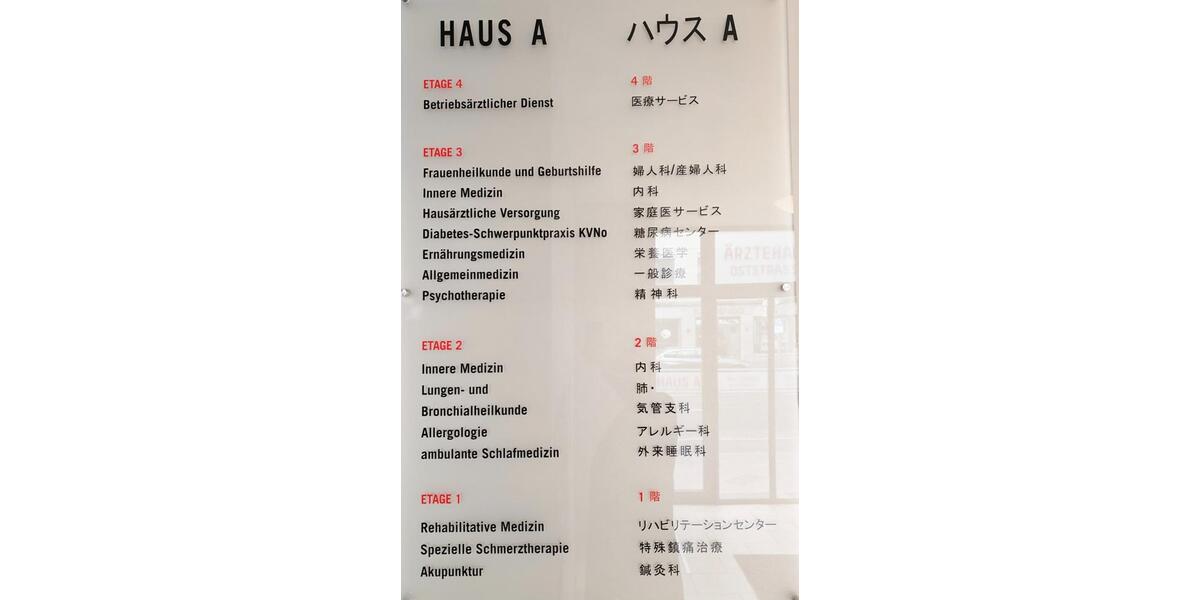 HAUS A ハウス A
ETAGE 4 4 階
Betriebsärztlicher Dienst 医療サービス
ETAGE 3 3 階
Frauenheilkunde und Geburtshilfe 婦人科/産婦人科
Innere Medizin 内科
Hausärztliche Versorgung 家庭医サービス
Diabetes-Schwerpunktpraxis KVNo 糖尿病センター
Ernährungsmedizin 栄養医学
Allgemeinmedizin 一般診療
Psychotherapie 精神科
ETAGE 2 2 階
Innere Medizin 内科
Lungen- und 肺・
Bronchialheilkunde 気管支科
Allergologie アレルギー科
ambulante Schlafmedizin 外来睡眠科
ETAGE 1 1 階
Rehabilitative Medizin リハビリテーションセンター
Spezielle Schmerztherapie 特殊鎮痛治療
Akupunktur 鍼灸科
HAUS A